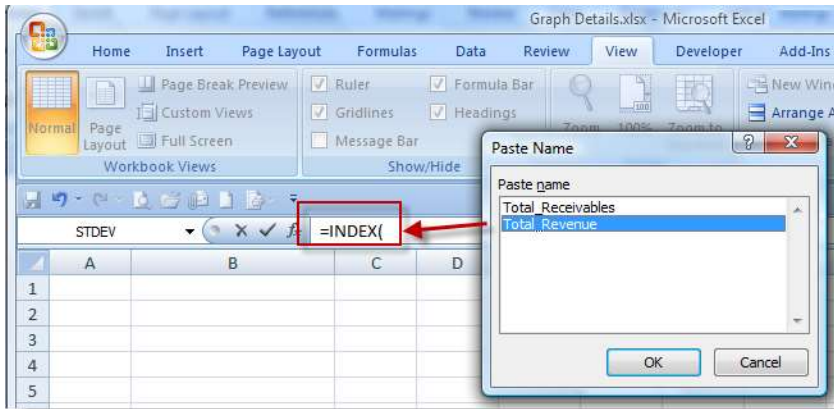 Graph Details.xlsx - Microsoft Excel
Home Insert Page Layout Formulas Data Review View Developer Add-Ins
Normal
Page Layout
Page Break Preview
Custom Views
Full Screen
Workbook Views
Ruler
Gridlines
Message Bar
Formula Bar
Headings
Show/Hide
Zoom 100% Zoom to
New Win
Arrange A
STDEV fx =INDEX(
A B C D
1
2
3
4
5
Paste Name
Paste name
Total_Receivables
Total_Revenue
OK Cancel